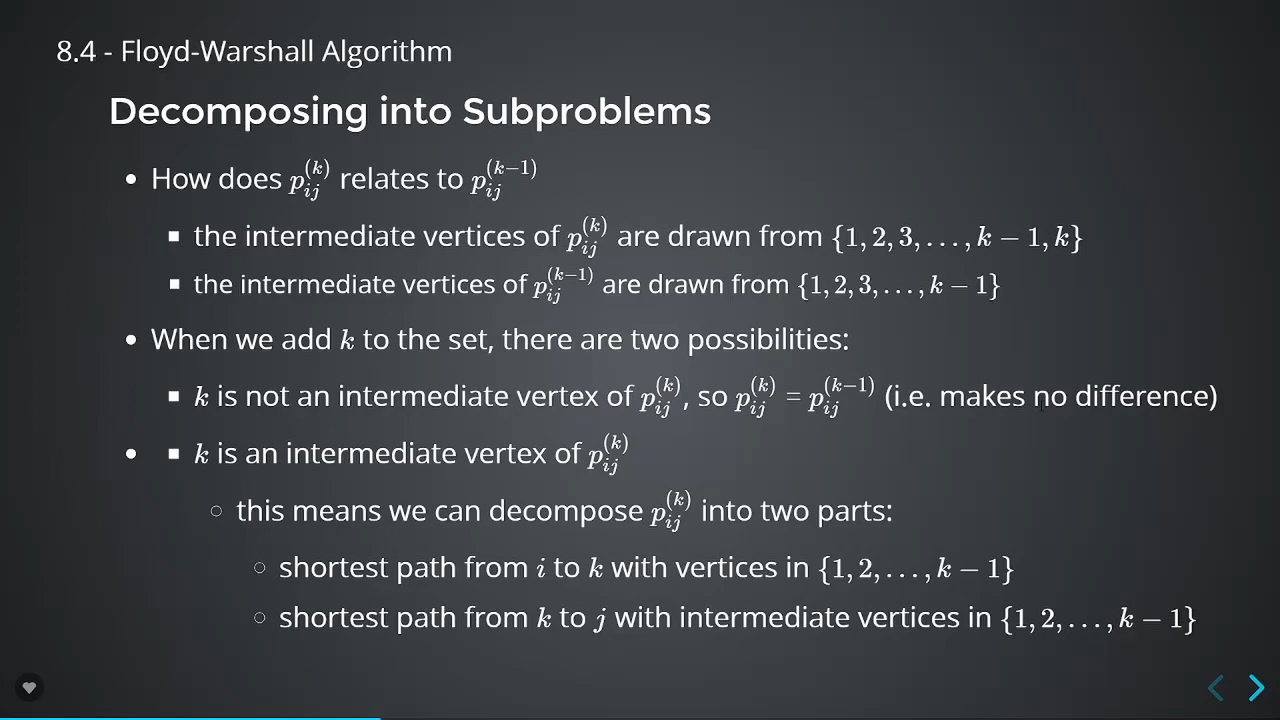 8.4 - Floyd-Warshall Algorithm
Decomposing into Subproblems
• How does $p_{ij}^{(k)}$ relates to $p_{ij}^{(k-1)}$
▪ the intermediate vertices of $p_{ij}^{(k)}$ are drawn from $\{1, 2, 3, \ldots, k-1, k\}$
▪ the intermediate vertices of $p_{ij}^{(k-1)}$ are drawn from $\{1, 2, 3, \ldots, k-1\}$
• When we add $k$ to the set, there are two possibilities:
▪ $k$ is not an intermediate vertex of $p_{ij}^{(k)}$, so $p_{ij}^{(k)} = p_{ij}^{(k-1)}$ (i.e. makes no difference)
• ▪ $k$ is an intermediate vertex of $p_{ij}^{(k)}$
○ this means we can decompose $p_{ij}^{(k)}$ into two parts:
○ shortest path from $i$ to $k$ with vertices in $\{1, 2, \ldots, k-1\}$
○ shortest path from $k$ to $j$ with intermediate vertices in $\{1, 2, \ldots, k-1\}$